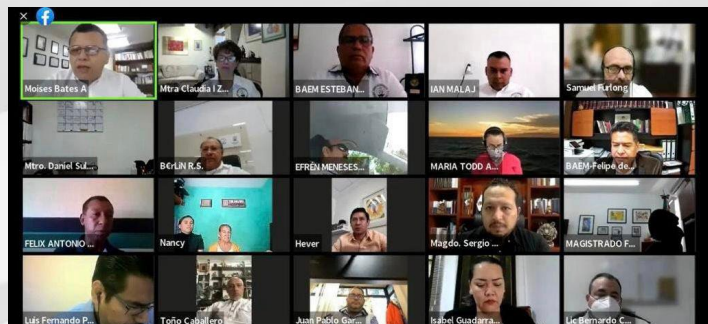 Moises Bates A
Mtra Claudia I Z...
BAEM ESTEBAN...
IAN MALAJ
Samuel Furlong
Mtro. Daniel Sul...
B€rLiN R.S.
EFRÉN MENESES...
MARIA TODD A...
BAEM-Felipe de...
FELIX ANTONIO ...
Nancy
Hever
Magdo. Sergio ...
MAGISTRADO F...
Luis Fernando P...
Toño Caballero
Juan Pablo Gar...
Isabel Guadarra...
Lic Bernardo C...